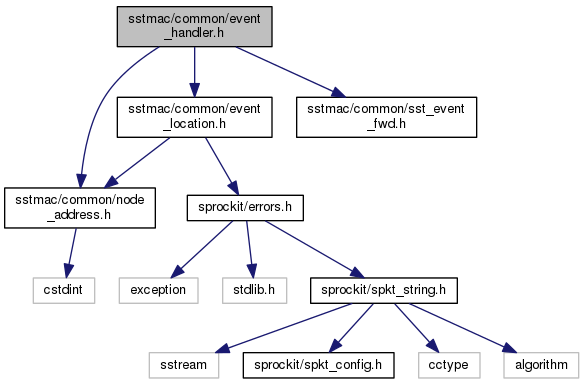 sstmac/common/event
_handler.h
sstmac/common/event
_location.h
sstmac/common/sst_event
_fwd.h
sstmac/common/node
_address.h
sprockit/errors.h
cstdint
exception
stdlib.h
sprockit/spkt_string.h
sstream
sprockit/spkt_config.h
cctype
algorithm